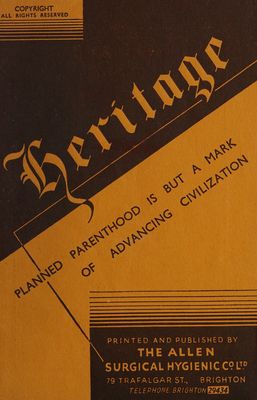 COPYRIGHT
ALL RIGHTS RESERVED
Heritage
PLANNED PARENTHOOD IS BUT A MARK
OF ADVANCING CIVILIZATION
PRINTED AND PUBLISHED BY
THE ALLEN
SURGICAL HYGIENIC CO LTD
79 TRAFALGAR ST., BRIGHTON
TELEPHONE BRIGHTON 29434